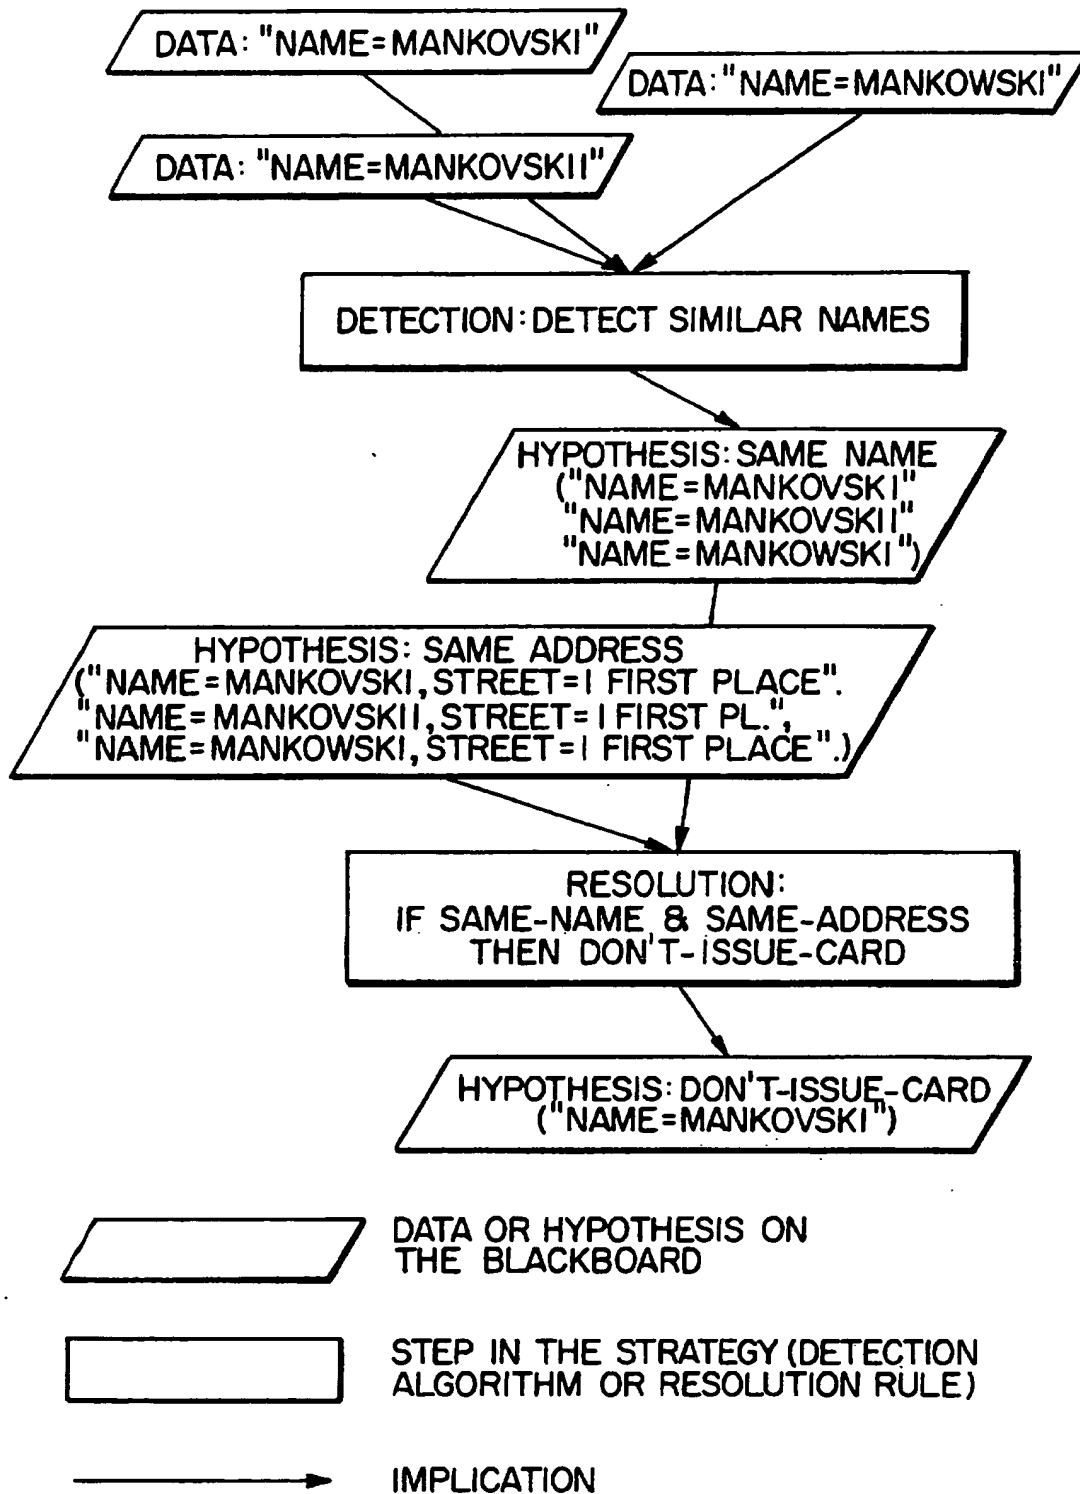 DATA: "NAME=MANKOVSKI"
DATA: "NAME=MANKOWSKI"
DATA: "NAME=MANKOVSKII"
DETECTION: DETECT SIMILAR NAMES
HYPOTHESIS: SAME NAME
("NAME=MANKOVSKI"
"NAME=MANKOVSKII"
"NAME=MANKOWSKI")
HYPOTHESIS: SAME ADDRESS
("NAME=MANKOVSKI, STREET=1 FIRST PLACE".
"NAME=MANKOVSKII, STREET=1 FIRST PL.",
"NAME=MANKOWSKI, STREET=1 FIRST PLACE".)
RESOLUTION:
IF SAME-NAME & SAME-ADDRESS
THEN DON'T-ISSUE-CARD
HYPOTHESIS: DON'T-ISSUE-CARD
("NAME=MANKOVSKI")
DATA OR HYPOTHESIS ON
THE BLACKBOARD
STEP IN THE STRATEGY (DETECTION
ALGORITHM OR RESOLUTION RULE)
IMPLICATION